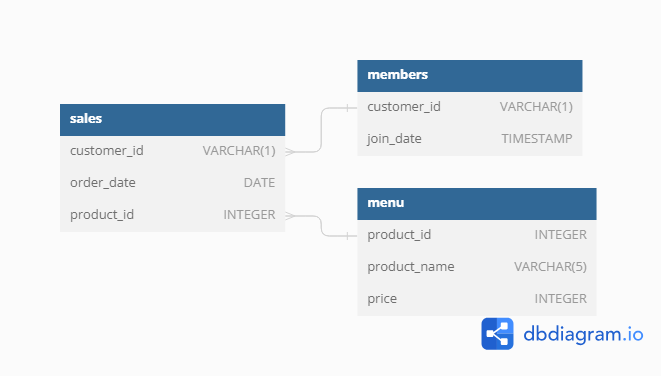 sales
customer_id VARCHAR(1)
order_date DATE
product_id INTEGER
members
customer_id VARCHAR(1)
join_date TIMESTAMP
menu
product_id INTEGER
product_name VARCHAR(5)
price INTEGER
dbdiagram.io